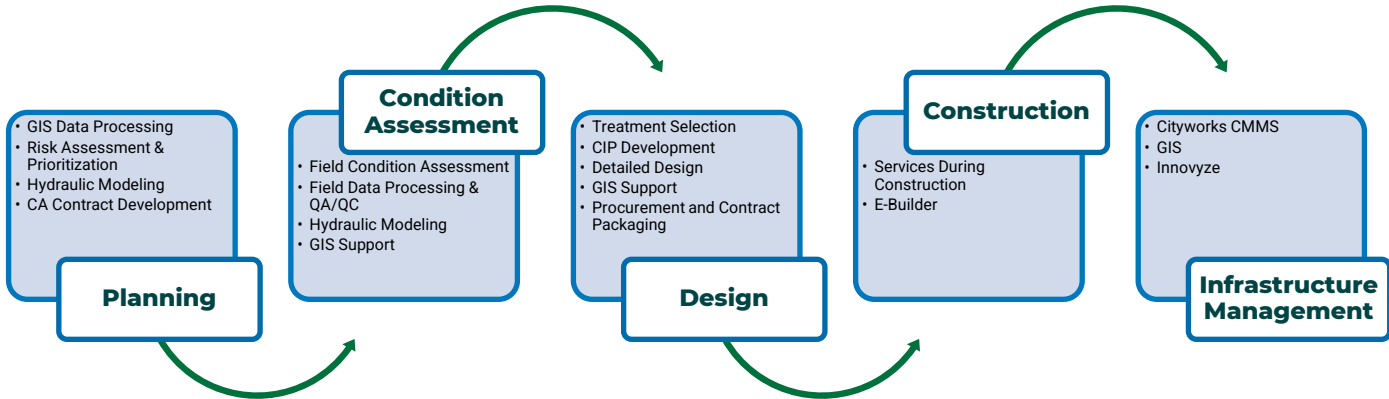 • GIS Data Processing
• Risk Assessment &
Prioritization
• Hydraulic Modeling
• CA Contract Development
Planning
Condition
Assessment
• Field Condition Assessment
• Field Data Processing &
QA/QC
• Hydraulic Modeling
• GIS Support
• Treatment Selection
• CIP Development
• Detailed Design
• GIS Support
• Procurement and Contract
Packaging
Design
Construction
• Services During
Construction
• E-Builder
• Cityworks CMMS
• GIS
• Innovyze
Infrastructure
Management